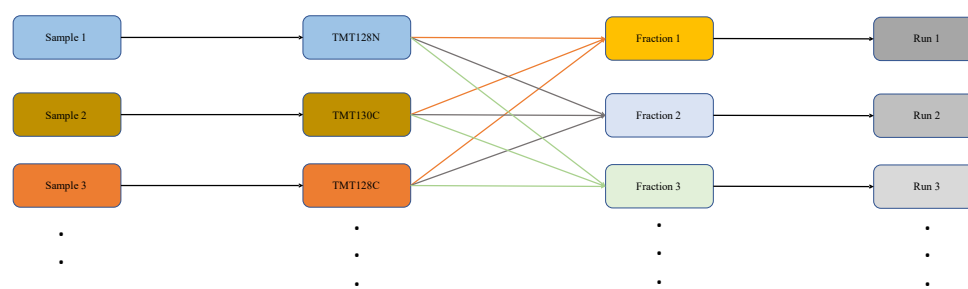 Sample 1
TMT128N
Fraction 1
Run 1
Sample 2
TMT130C
Fraction 2
Run 2
Sample 3
TMT128C
Fraction 3
Run 3